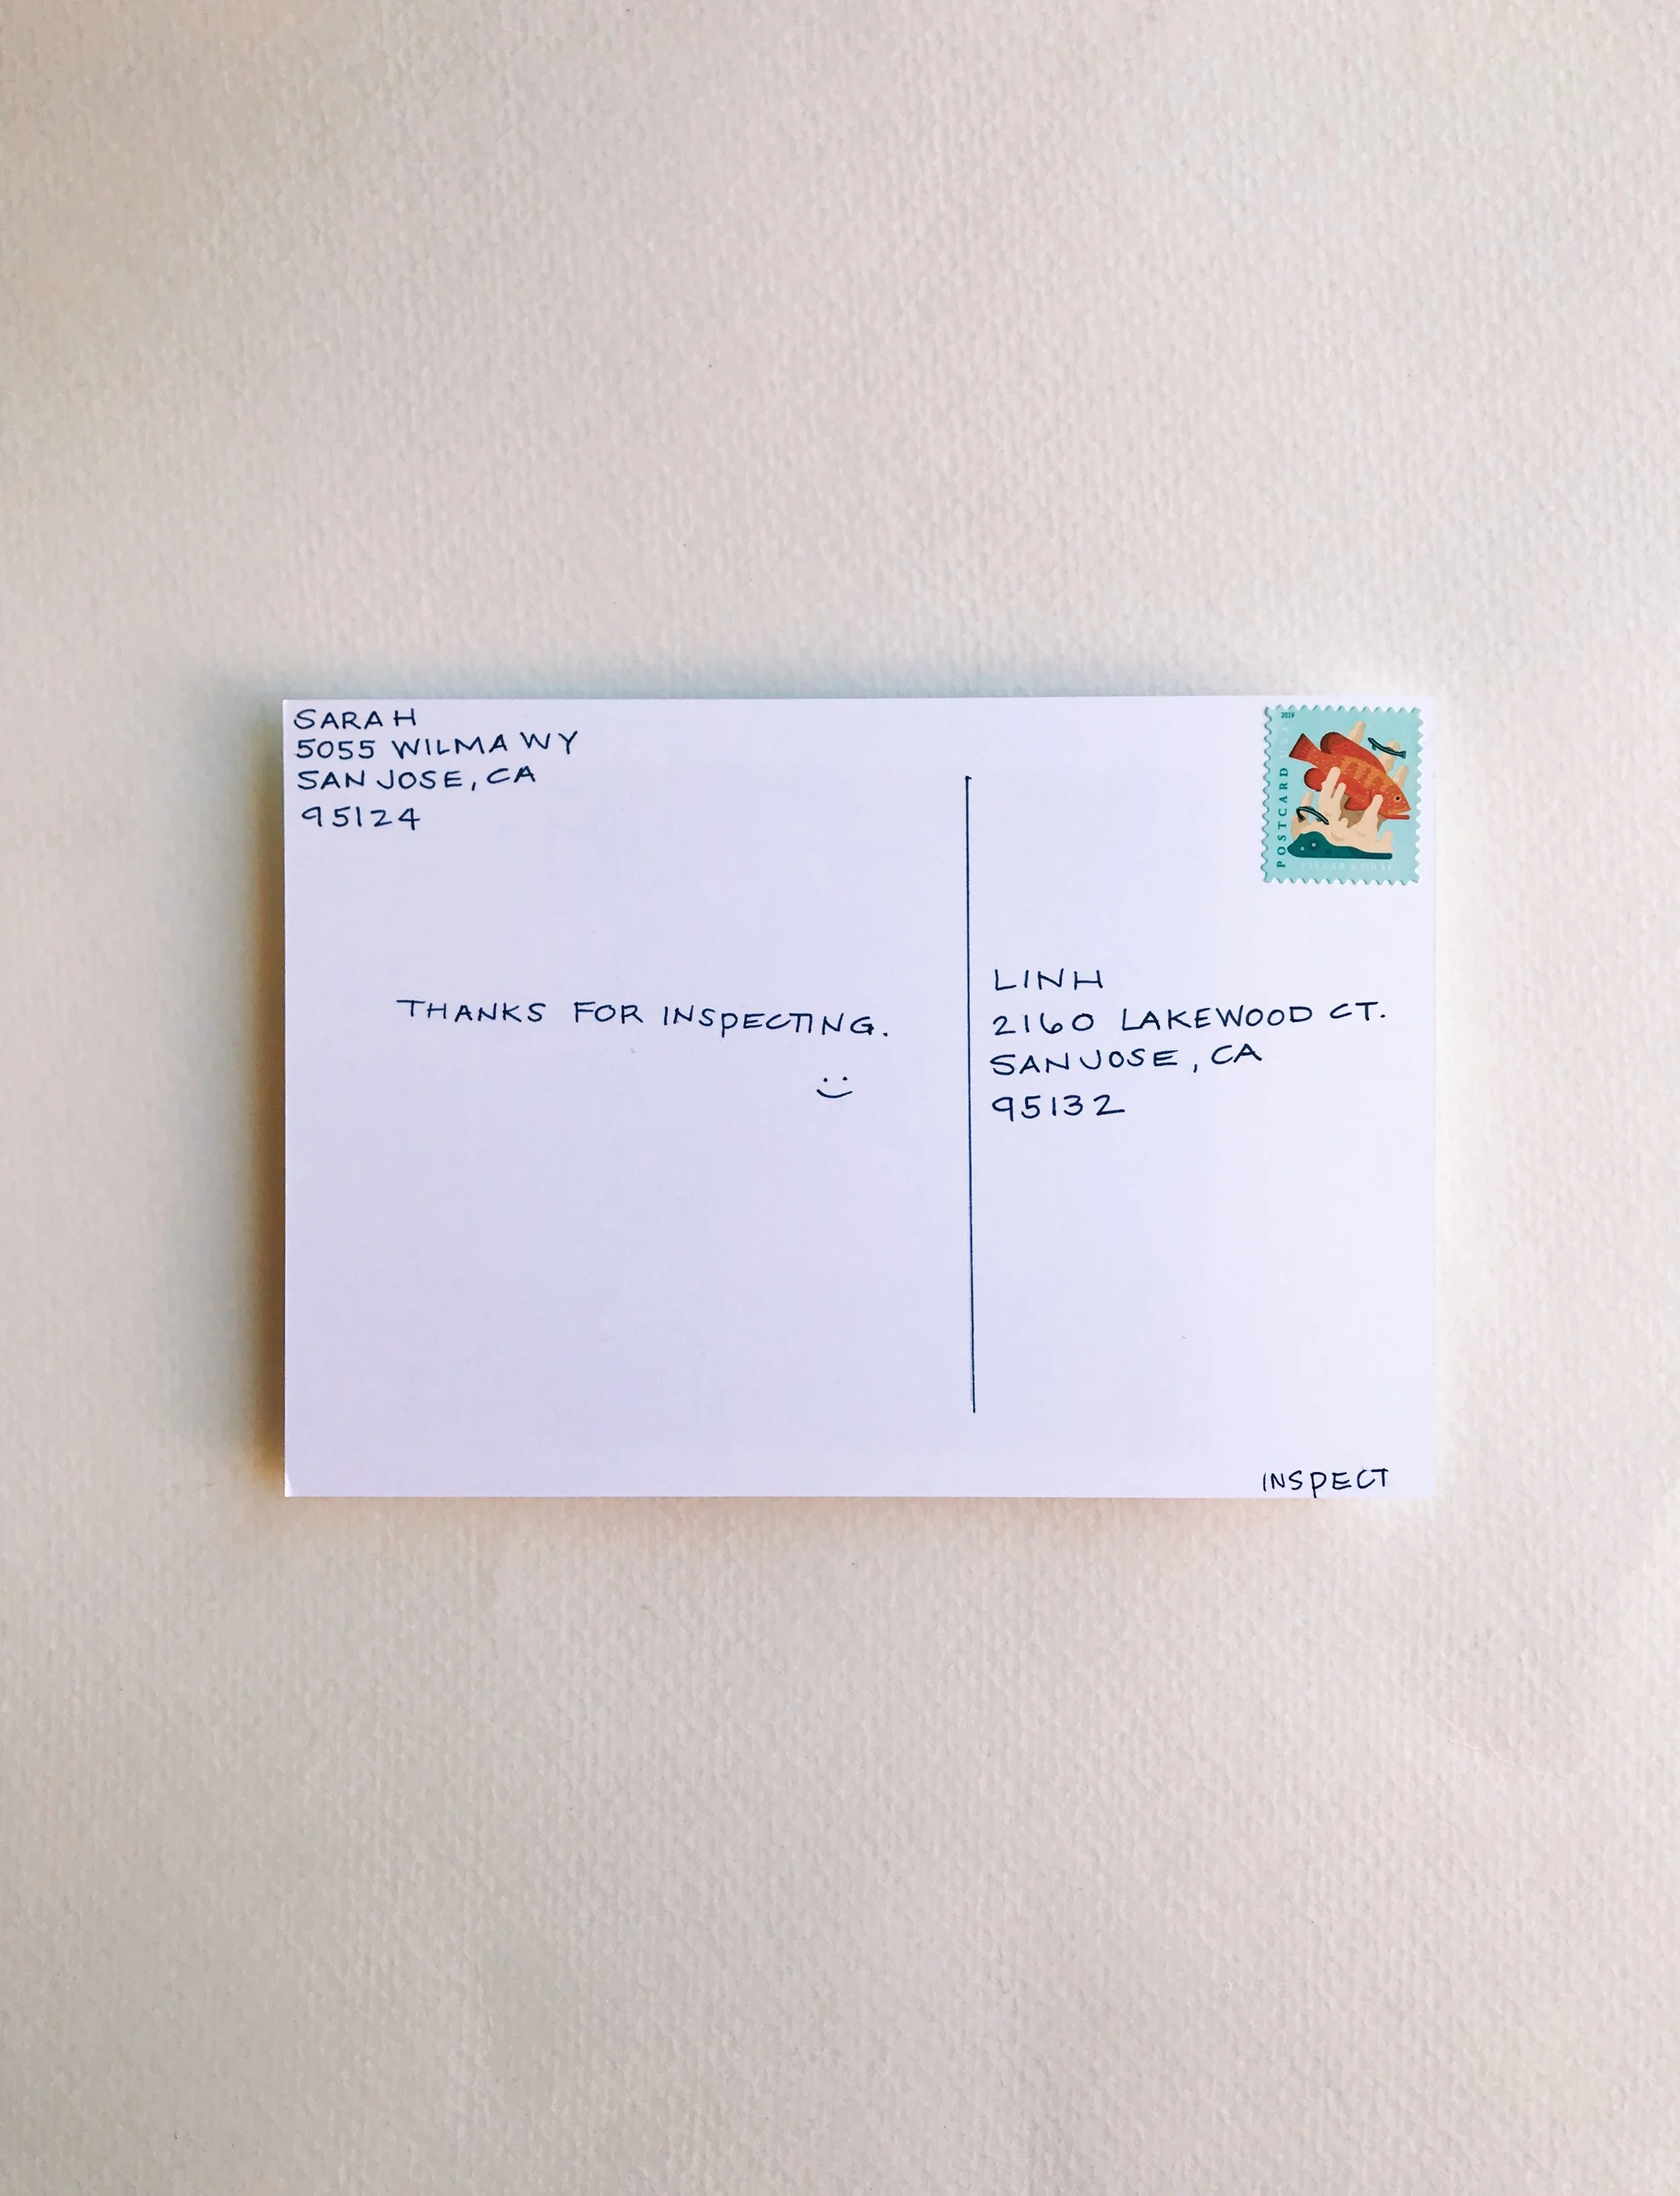 SARAH
5055 WILMA WY
SAN JOSE, CA
95124
2019
POSTCARD USA
THANKS FOR INSPECTING.
:)
LINH
2160 LAKEWOOD CT.
SAN JOSE, CA
95132
INSPECT